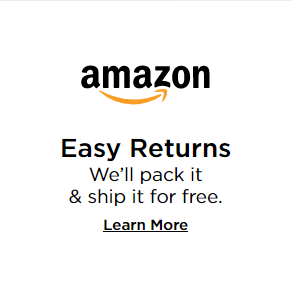 amazon
Easy Returns
We’ll pack it
& ship it for free.
Learn More